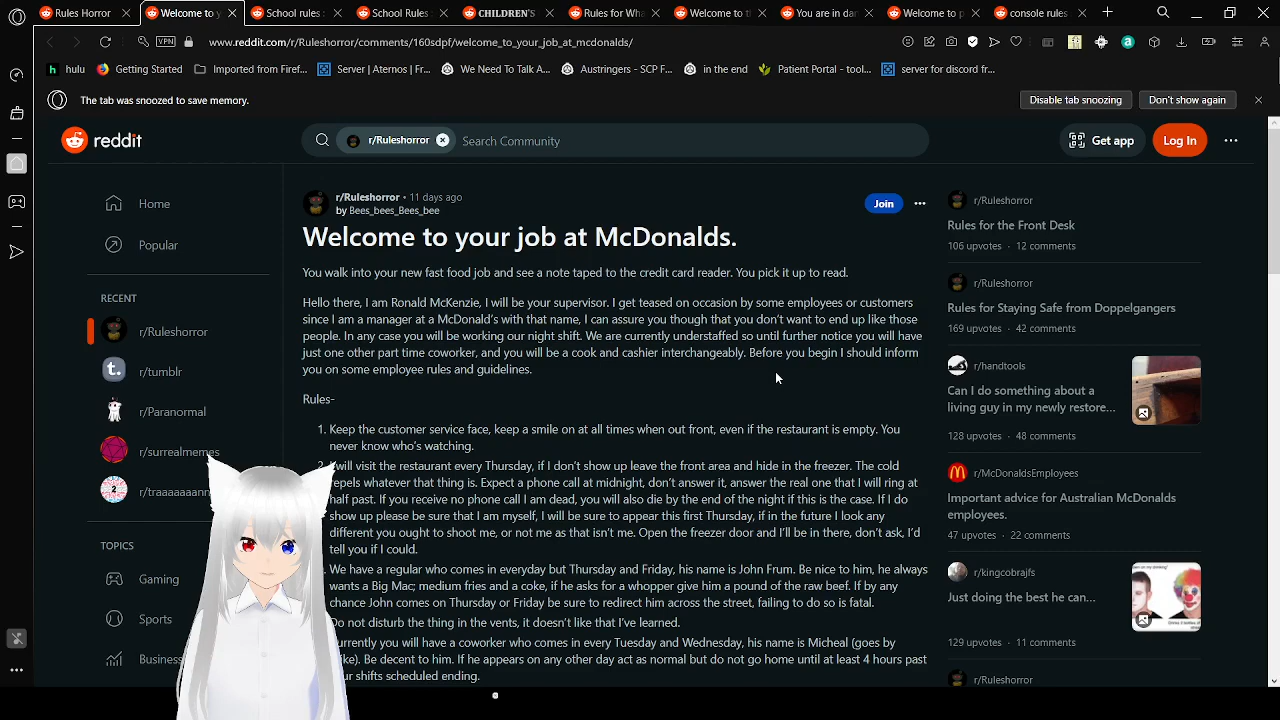 Rules Horror
Welcome to y
School rules s
School Rules
CHILDREN'S
Rules for Wha
Welcome to t
You are in dar
Welcome to p
console rules
VPN
www.reddit.com/r/Ruleshorror/comments/160sdpf/welcome_to_your_job_at_mcdonalds/
hulu
Getting Started
Imported from Firef...
Server | Aternos | Fr...
We Need To Talk A...
Austringers - SCP F...
in the end
Patient Portal - tool...
server for discord fr...
The tab was snoozed to save memory.
Disable tab snoozing
Don't show again
reddit
r/Ruleshorror
Search Community
Get app
Log In
Home
Popular
RECENT
r/Ruleshorror
r/tumblr
r/Paranormal
r/surrealmemes
r/traaaaaaann
TOPICS
Gaming
Sports
Business
r/Ruleshorror • 11 days ago
by Bees_bees_Bees_bee
Join
Welcome to your job at McDonalds.
You walk into your new fast food job and see a note taped to the credit card reader. You pick it up to read.
Hello there, I am Ronald McKenzie, I will be your supervisor. I get teased on occasion by some employees or customers
since I am a manager at a McDonald's with that name, I can assure you though that you don't want to end up like those
people. In any case you will be working our night shift. We are currently understaffed so until further notice you will have
just one other part time coworker, and you will be a cook and cashier interchangeably. Before you begin I should inform
you on some employee rules and guidelines.
Rules-
1. Keep the customer service face, keep a smile on at all times when out front, even if the restaurant is empty. You
never know who's watching.
will visit the restaurant every Thursday, if I don't show up leave the front area and hide in the freezer. The cold
repels whatever that thing is. Expect a phone call at midnight, don't answer it, answer the real one that I will ring at
half past. If you receive no phone call I am dead, you will also die by the end of the night if this is the case. If I do
show up please be sure that I am myself, I will be sure to appear this first Thursday, if in the future I look any
different you ought to shoot me, or not me as that isn't me. Open the freezer door and I'll be in there, don't ask, I'd
tell you if I could.
We have a regular who comes in everyday but Thursday and Friday, his name is John Frum. Be nice to him, he always
wants a Big Mac; medium fries and a coke, if he asks for a whopper give him a pound of the raw beef. If by any
chance John comes on Thursday or Friday be sure to redirect him across the street, failing to do so is fatal.
Do not disturb the thing in the vents, it doesn't like that I've learned.
urrently you will have a coworker who comes in every Tuesday and Wednesday, his name is Micheal (goes by
ike). Be decent to him. If he appears on any other day act as normal but do not go home until at least 4 hours past
ur shifts scheduled ending.
r/Ruleshorror
Rules for the Front Desk
106 upvotes • 12 comments
r/Ruleshorror
Rules for Staying Safe from Doppelgangers
169 upvotes • 42 comments
r/handtools
Can I do something about a
living guy in my newly restore...
128 upvotes • 48 comments
r/McDonaldsEmployees
Important advice for Australian McDonalds
employees.
47 upvotes • 22 comments
r/kingcobrajfs
Just doing the best he can...
129 upvotes • 11 comments
r/Ruleshorror